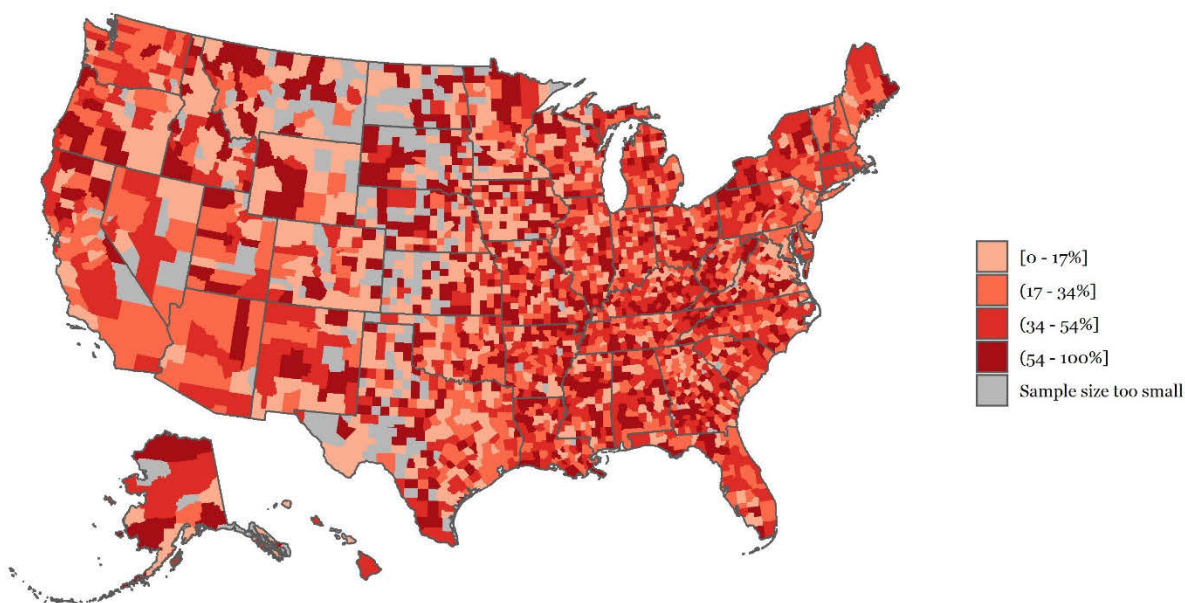 [0 - 17%]
(17 - 34%]
(34 - 54%]
(54 - 100%]
Sample size too small